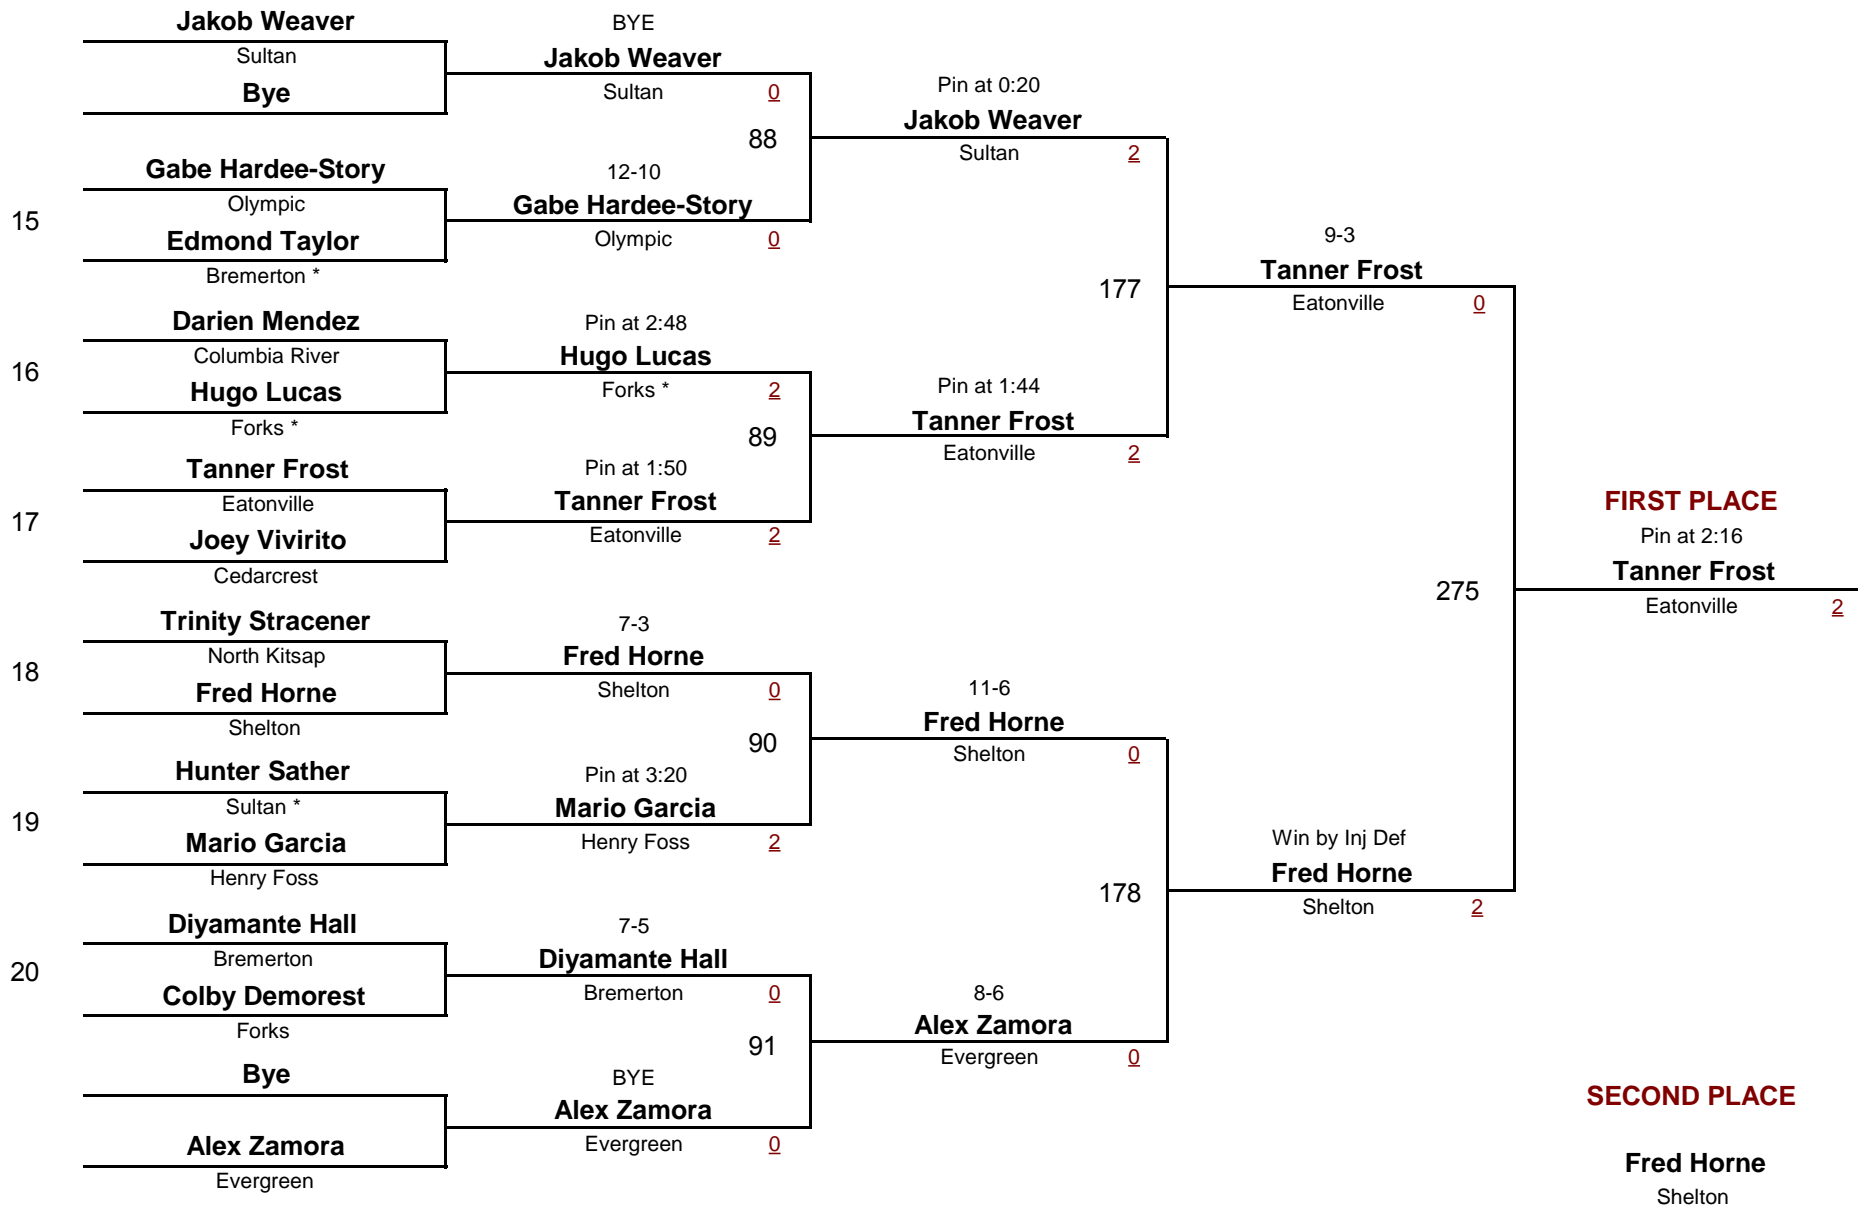 Jakob Weaver
Sultan
Bye
15
Gabe Hardee-Story
Olympic
Edmond Taylor
Bremerton *
16
Darien Mendez
Columbia River
Hugo Lucas
Forks *
17
Tanner Frost
Eatonville
Joey Vivirito
Cedarcrest
18
Trinity Stracener
North Kitsap
Fred Horne
Shelton
19
Hunter Sather
Sultan *
Mario Garcia
Henry Foss
20
Diyamante Hall
Bremerton
Colby Demorest
Forks
Bye
Alex Zamora
Evergreen
BYE
Jakob Weaver
Sultan 0
88
12-10
Gabe Hardee-Story
Olympic 0
Pin at 2:48
Hugo Lucas
Forks * 2
89
Pin at 1:50
Tanner Frost
Eatonville 2
7-3
Fred Horne
Shelton 0
90
Pin at 3:20
Mario Garcia
Henry Foss 2
7-5
Diyamante Hall
Bremerton 0
91
BYE
Alex Zamora
Evergreen 0
Pin at 0:20
Jakob Weaver
Sultan 2
177
Pin at 1:44
Tanner Frost
Eatonville 2
11-6
Fred Horne
Shelton 0
178
8-6
Alex Zamora
Evergreen 0
9-3
Tanner Frost
Eatonville 0
275
Win by Inj Def
Fred Horne
Shelton 2
FIRST PLACE
Pin at 2:16
Tanner Frost
Eatonville 2
SECOND PLACE
Fred Horne
Shelton